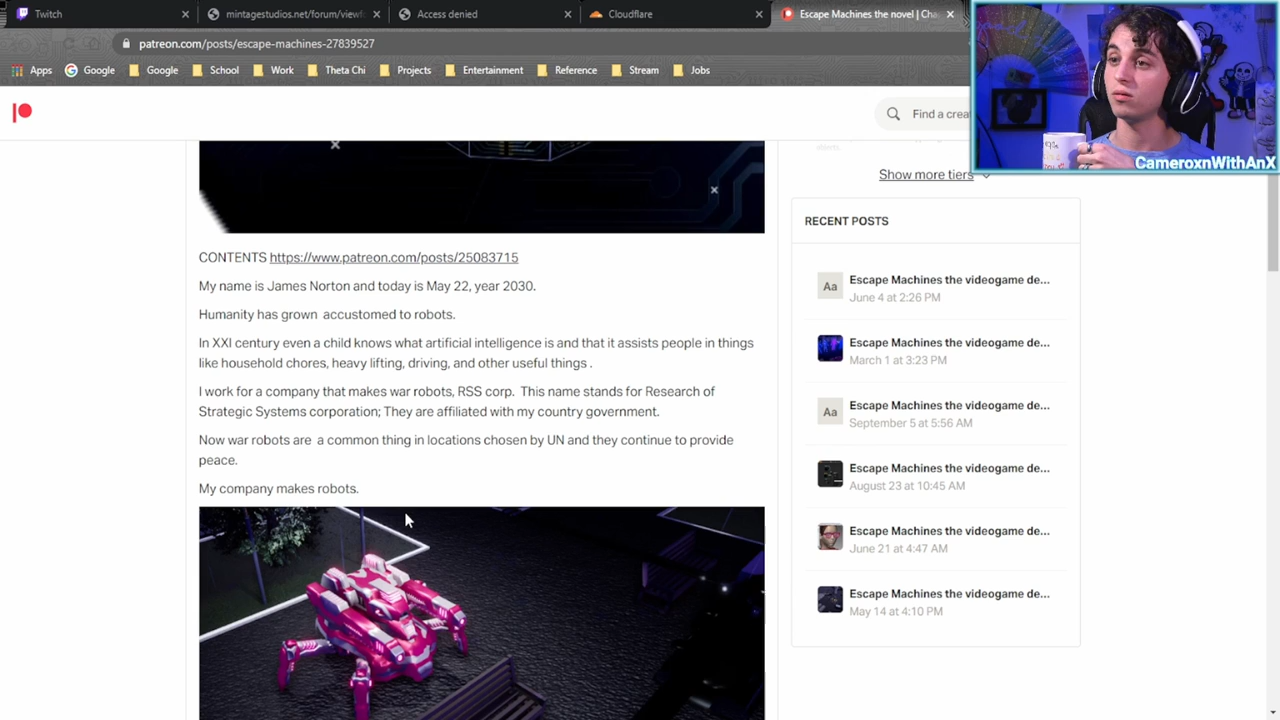 Twitch
mintagestudios.net/forum/viewf
Access denied
Cloudflare
Escape Machines the novel | Cha
patreon.com/posts/escape-machines-27839527
Apps
Google
Google
School
Work
Theta Chi
Projects
Entertainment
Reference
Stream
Jobs
Find a crea
CameroxnWithAnX
Show more tiers
CONTENTS https://www.patreon.com/posts/25083715
My name is James Norton and today is May 22, year 2030.
Humanity has grown accustomed to robots.
In XXI century even a child knows what artificial intelligence is and that it assists people in things
like household chores, heavy lifting, driving, and other useful things .
I work for a company that makes war robots, RSS corp. This name stands for Research of
Strategic Systems corporation; They are affiliated with my country government.
Now war robots are a common thing in locations chosen by UN and they continue to provide
peace.
My company makes robots.
RECENT POSTS
Aa
Escape Machines the videogame de...
June 4 at 2:26 PM
Escape Machines the videogame de...
March 1 at 3:23 PM
Aa
Escape Machines the videogame de...
September 5 at 5:56 AM
Escape Machines the videogame de...
August 23 at 10:45 AM
Escape Machines the videogame de...
June 21 at 4:47 AM
Escape Machines the videogame de...
May 14 at 4:10 PM